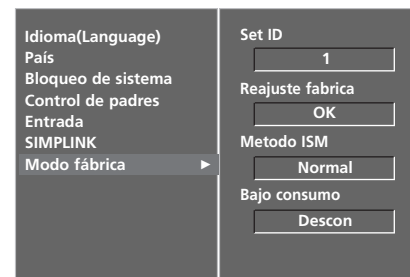 Idioma(Language)
País
Bloqueo de sistema
Control de padres
Entrada
SIMPLINK
Modo fábrica ►
Set ID
1
Reajuste fabrica
OK
Metodo ISM
Normal
Bajo consumo
Descon